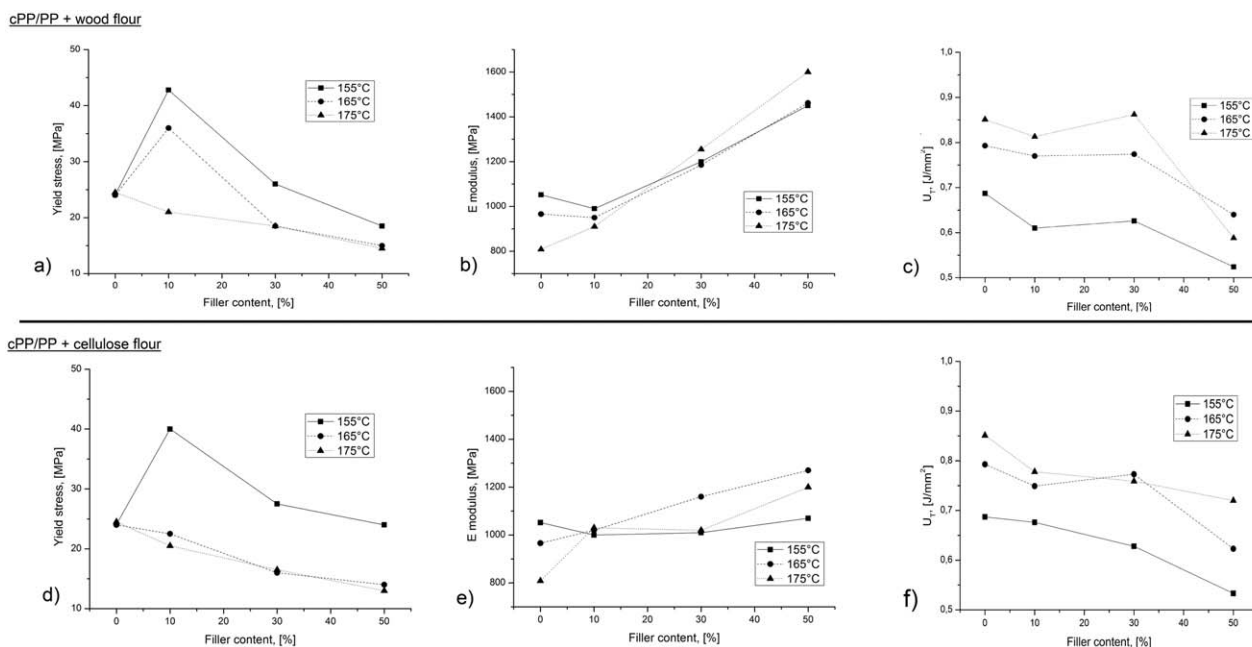 cPP/PP + wood flour
50
40
30
20
10
Yield stress, [MPa]
155°C
165°C
175°C
0 10 20 30 40 50
Filler content, [%]
a)
1600
1400
1200
1000
800
E modulus, [MPa]
155°C
165°C
175°C
0 10 20 30 40 50
Filler content, [%]
b)
1,0
0,9
0,8
0,7
0,6
0,5
U_T, [J/mm²]
155°C
165°C
175°C
0 10 20 30 40 50
Filler content, [%]
c)
cPP/PP + cellulose flour
50
40
30
20
10
Yield stress, [MPa]
155°C
165°C
175°C
0 10 20 30 40 50
Filler content, [%]
d)
1600
1400
1200
1000
800
E modulus, [MPa]
155°C
165°C
175°C
0 10 20 30 40 50
Filler content, [%]
e)
1,0
0,9
0,8
0,7
0,6
0,5
U_T, [J/mm²]
155°C
165°C
175°C
0 10 20 30 40 50
Filler content, [%]
f)